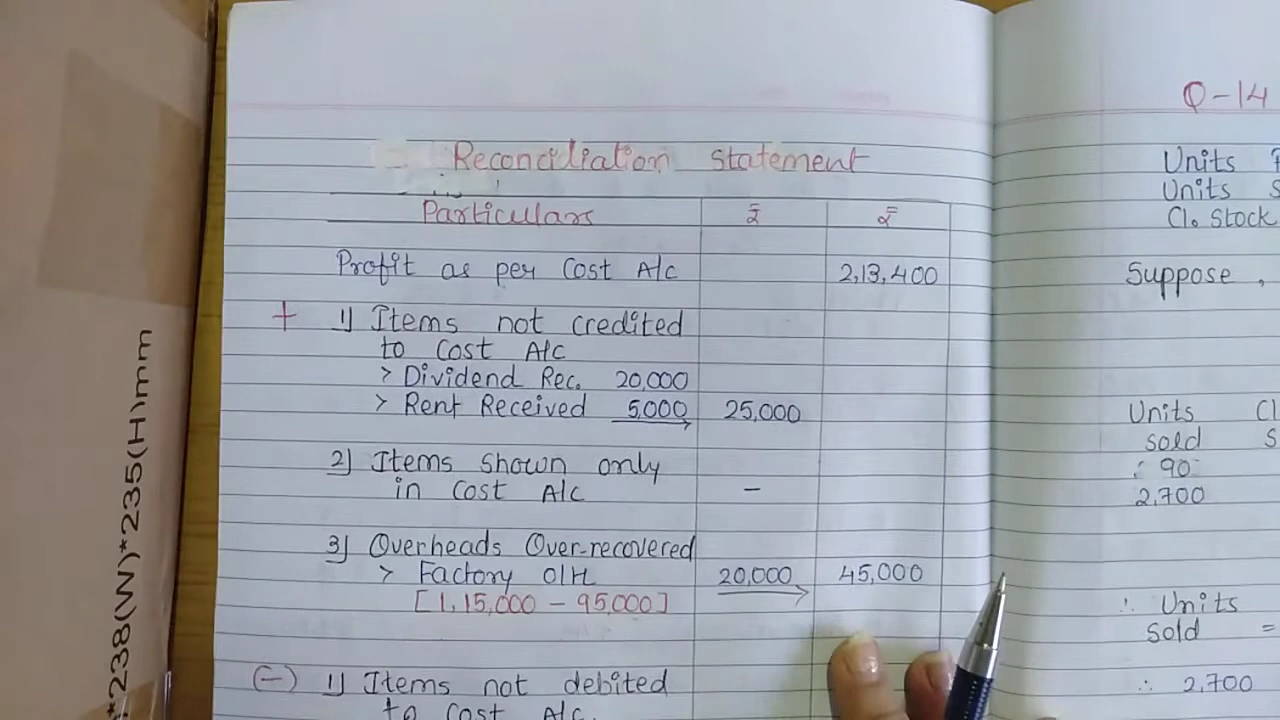 Reconciliation Statement
Particulars ₹ ₹
Profit as per Cost A/c 2,13,400
+ 1) Items not credited
to Cost A/c
> Dividend Rec. 20,000
> Rent Received 5,000 25,000
2) Items shown only
in Cost A/c –
3) Overheads Over-recovered
> Factory O/H 20,000 45,000
[1,15,000 – 95,000]
(–) 1) Items not debited
to Cost A/c.
Q-14
Units
Units S
Cl. Stock
Suppose ,
Units Cl
sold S
: 90
2,700
∴ Units
sold =
∴ 2,700
*238(W)*235(H)mm